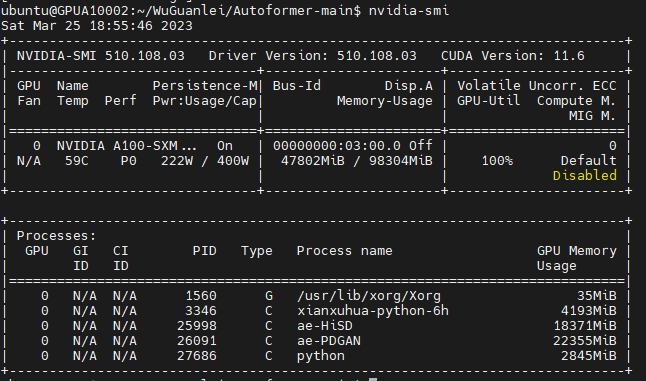 ubuntu@GPUA10002:~/WuGuanlei/Autoformer-main$ nvidia-smi
Sat Mar 25 18:55:46 2023
+-----------------------------------------------------------------------------+
| NVIDIA-SMI 510.108.03   Driver Version: 510.108.03   CUDA Version: 11.6     |
|-------------------------------+----------------------+----------------------+
| GPU  Name        Persistence-M| Bus-Id        Disp.A | Volatile Uncorr. ECC |
| Fan  Temp  Perf  Pwr:Usage/Cap|         Memory-Usage | GPU-Util  Compute M. |
|                               |                      |               MIG M. |
|===============================+======================+======================|
|   0  NVIDIA A100-SXM...  On   | 00000000:03:00.0 Off |                    0 |
| N/A   59C    P0   222W / 400W |  47802MiB / 98304MiB |    100%      Default |
|                               |                      |             Disabled |
+-------------------------------+----------------------+----------------------+
+-----------------------------------------------------------------------------+
| Processes:                                                                  |
|  GPU   GI   CI        PID   Type   Process name                  GPU Memory |
|        ID   ID                                                   Usage      |
|=============================================================================|
|    0   N/A  N/A      1560      G   /usr/lib/xorg/Xorg                 35MiB |
|    0   N/A  N/A      3346      C   xianxuhua-python-6h              4193MiB |
|    0   N/A  N/A     25998      C   ae-HiSD                         18371MiB |
|    0   N/A  N/A     26091      C   ae-PDGAN                        22355MiB |
|    0   N/A  N/A     27686      C   python                           2845MiB |
+-----------------------------------------------------------------------------+